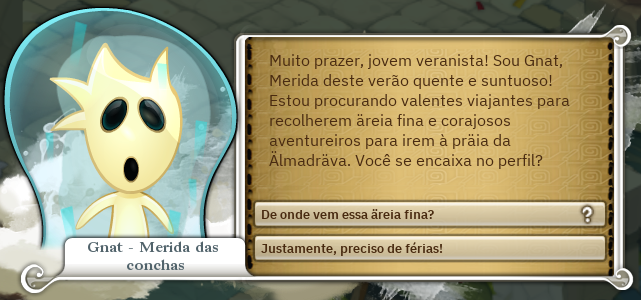 Muito prazer, jovem veranista! Sou Gnat,
Merida deste verão quente e suntuoso!
Estou procurando valentes viajantes para
recolherem äreia fina e corajosos
aventureiros para irem à präia da
Älmadräva. Você se encaixa no perfil?
De onde vem essa äreia fina? ?
Justamente, preciso de férias!
Gnat - Merida das
conchas